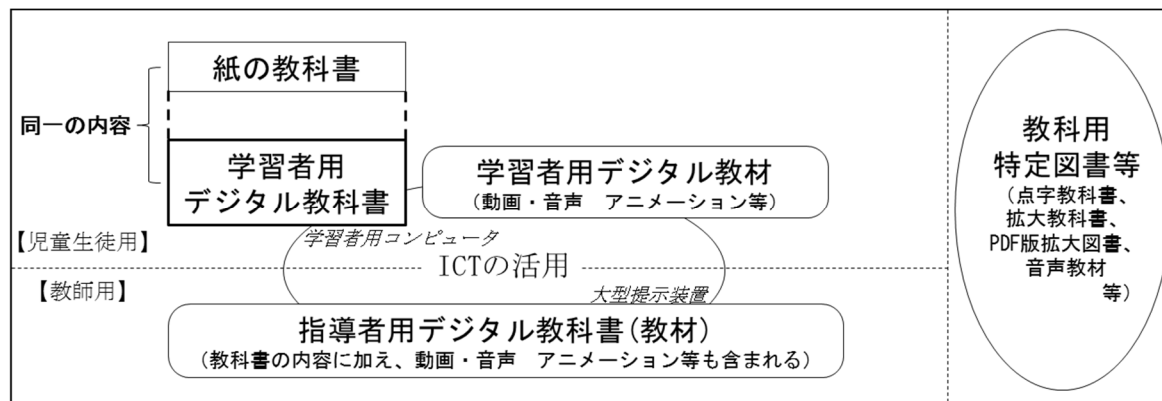 紙の教科書
同一の内容
学習者用
デジタル教科書
学習者用デジタル教材
(動画・音声　アニメーション等)
【児童生徒用】
学習者用コンピュータ
ICTの活用
【教師用】
大型提示装置
指導者用デジタル教科書(教材)
(教科書の内容に加え、動画・音声　アニメーション等も含まれる)
教科用
特定図書等
(点字教科書、
拡大教科書、
PDF版拡大図書、
音声教材
等)